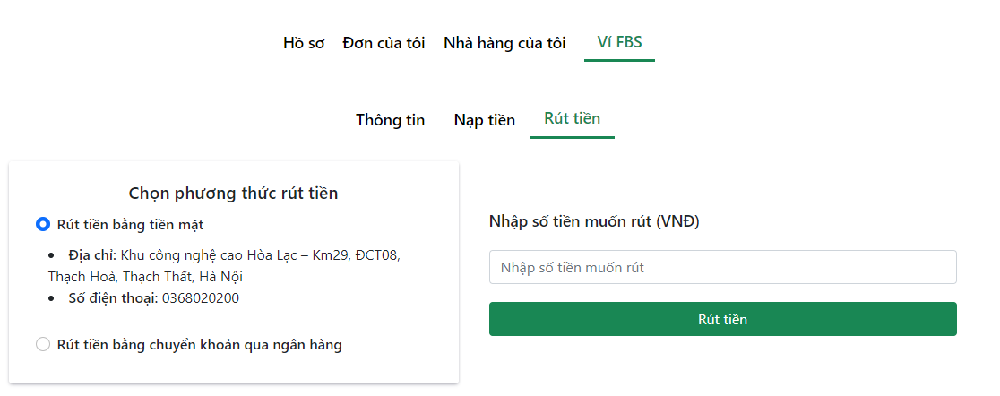 Hồ sơ Đơn của tôi Nhà hàng của tôi Ví FBS
Thông tin Nạp tiền Rút tiền
Chọn phương thức rút tiền
Rút tiền bằng tiền mặt
• Địa chỉ: Khu công nghệ cao Hòa Lạc – Km29, ĐCT08,
Thạch Hoà, Thạch Thất, Hà Nội
• Số điện thoại: 0368020200
Rút tiền bằng chuyển khoản qua ngân hàng
Nhập số tiền muốn rút (VNĐ)
Nhập số tiền muốn rút
Rút tiền